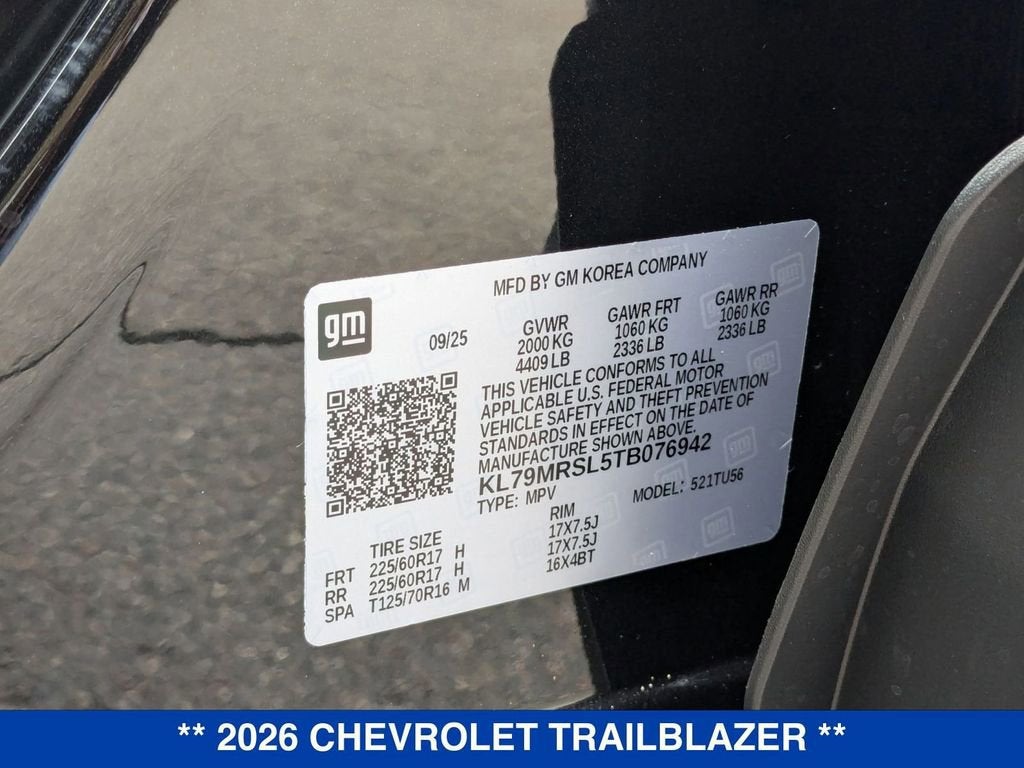 MFD BY GM KOREA COMPANY
gm
09/25
GVWR
2000 KG
4409 LB
GAWR FRT
1060 KG
2336 LB
GAWR RR
1060 KG
2336 LB
THIS VEHICLE CONFORMS TO ALL
APPLICABLE U.S. FEDERAL MOTOR
VEHICLE SAFETY AND THEFT PREVENTION
STANDARDS IN EFFECT ON THE DATE OF
MANUFACTURE SHOWN ABOVE.
KL79MRSL5TB076942
TYPE: MPV MODEL: 521TU56
TIRE SIZE RIM
FRT 225/60R17 H 17X7.5J
RR 225/60R17 H 17X7.5J
SPA T125/70R16 M 16X4BT
** 2026 CHEVROLET TRAILBLAZER **